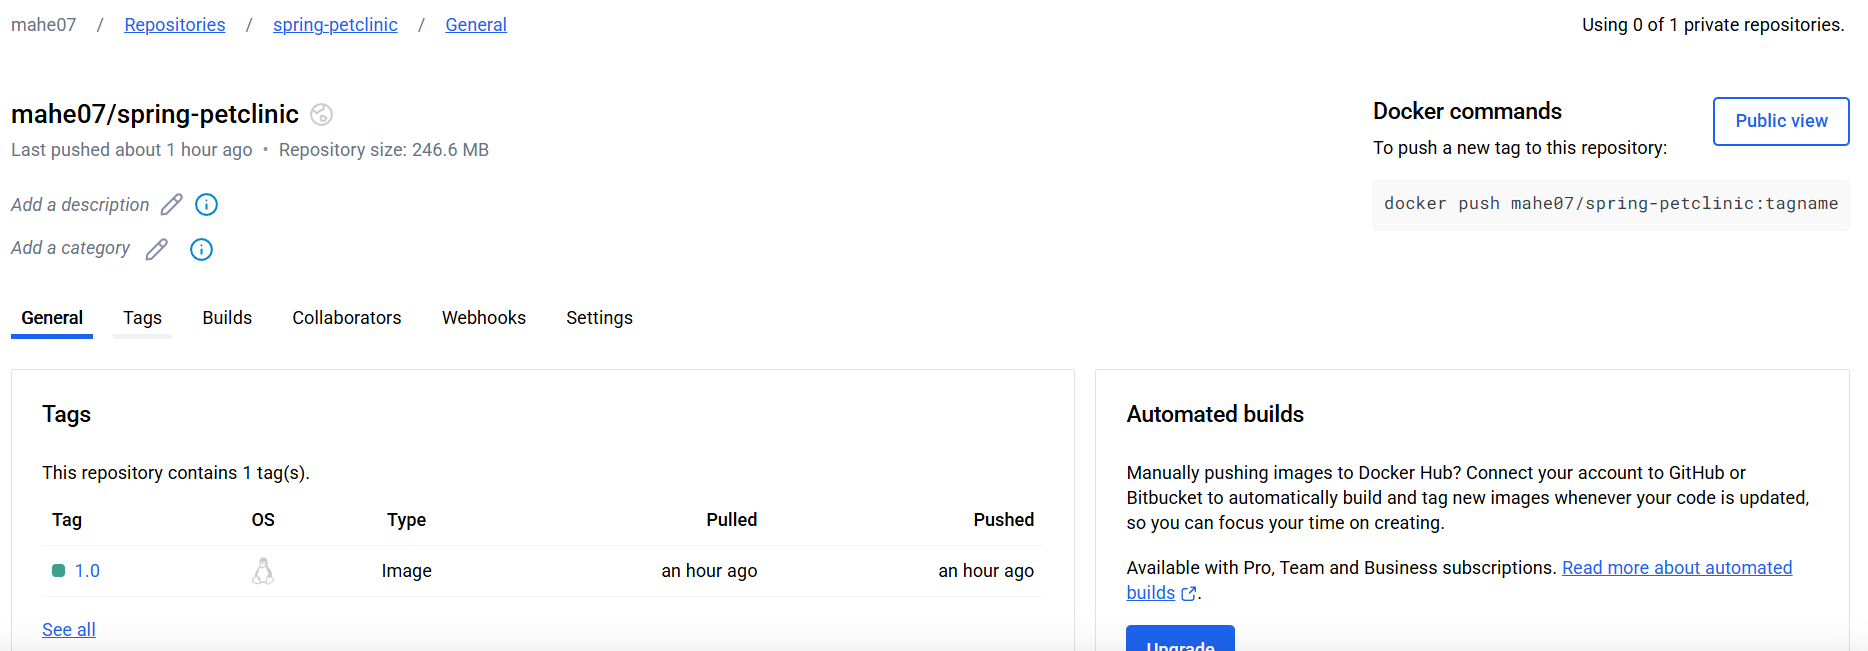 mahe07 / Repositories / spring-petclinic / General
Using 0 of 1 private repositories.
mahe07/spring-petclinic
Last pushed about 1 hour ago • Repository size: 246.6 MB
Add a description
Add a category
Docker commands
Public view
To push a new tag to this repository:
docker push mahe07/spring-petclinic:tagname
General Tags Builds Collaborators Webhooks Settings
Tags
This repository contains 1 tag(s).
Tag OS Type Pulled Pushed
1.0 Image an hour ago an hour ago
See all
Automated builds
Manually pushing images to Docker Hub? Connect your account to GitHub or
Bitbucket to automatically build and tag new images whenever your code is updated,
so you can focus your time on creating.
Available with Pro, Team and Business subscriptions. Read more about automated
builds.
Upgrade